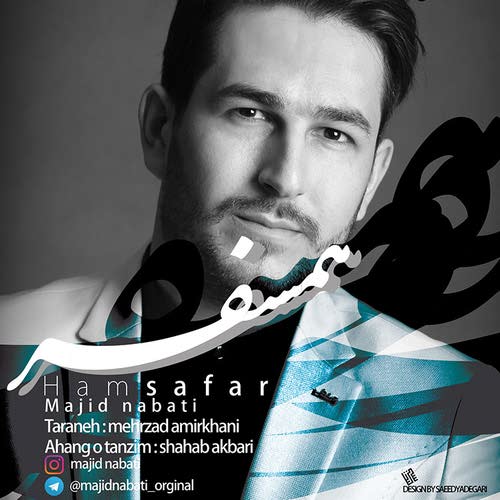 همسفر
Hamsafar
Majid nabati
Taraneh : mehrzad amirkhani
Ahang o tanzim : shahab akbari
majid nabati
@majidnabati_orginal
DESIGN BY SAEEDYADEGARI